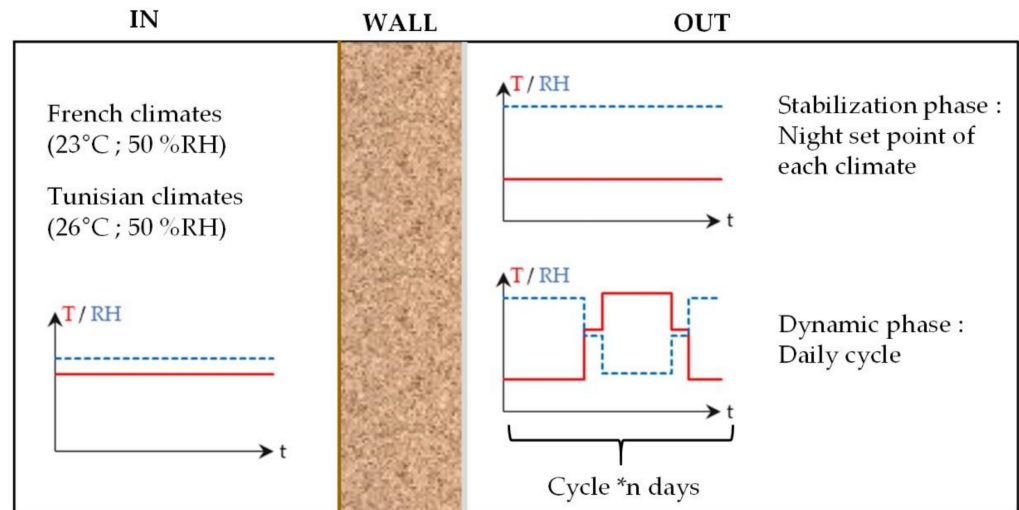 IN
WALL
OUT
French climates
(23°C ; 50 %RH)
Tunisian climates
(26°C ; 50 %RH)
T / RH
t
T / RH
t
Stabilization phase :
Night set point of
each climate
T / RH
t
Dynamic phase :
Daily cycle
Cycle *n days